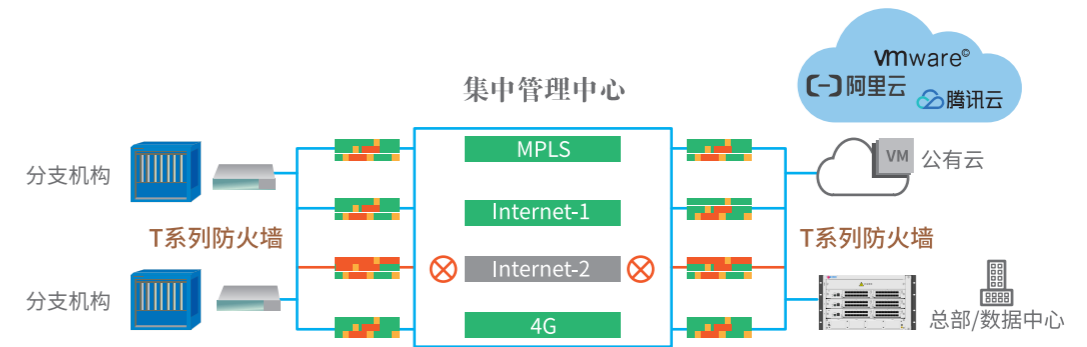 vmware©
阿里云
腾讯云
集中管理中心
MPLS
Internet-1
Internet-2
4G
分支机构
T系列防火墙
分支机构
VM
公有云
T系列防火墙
总部/数据中心